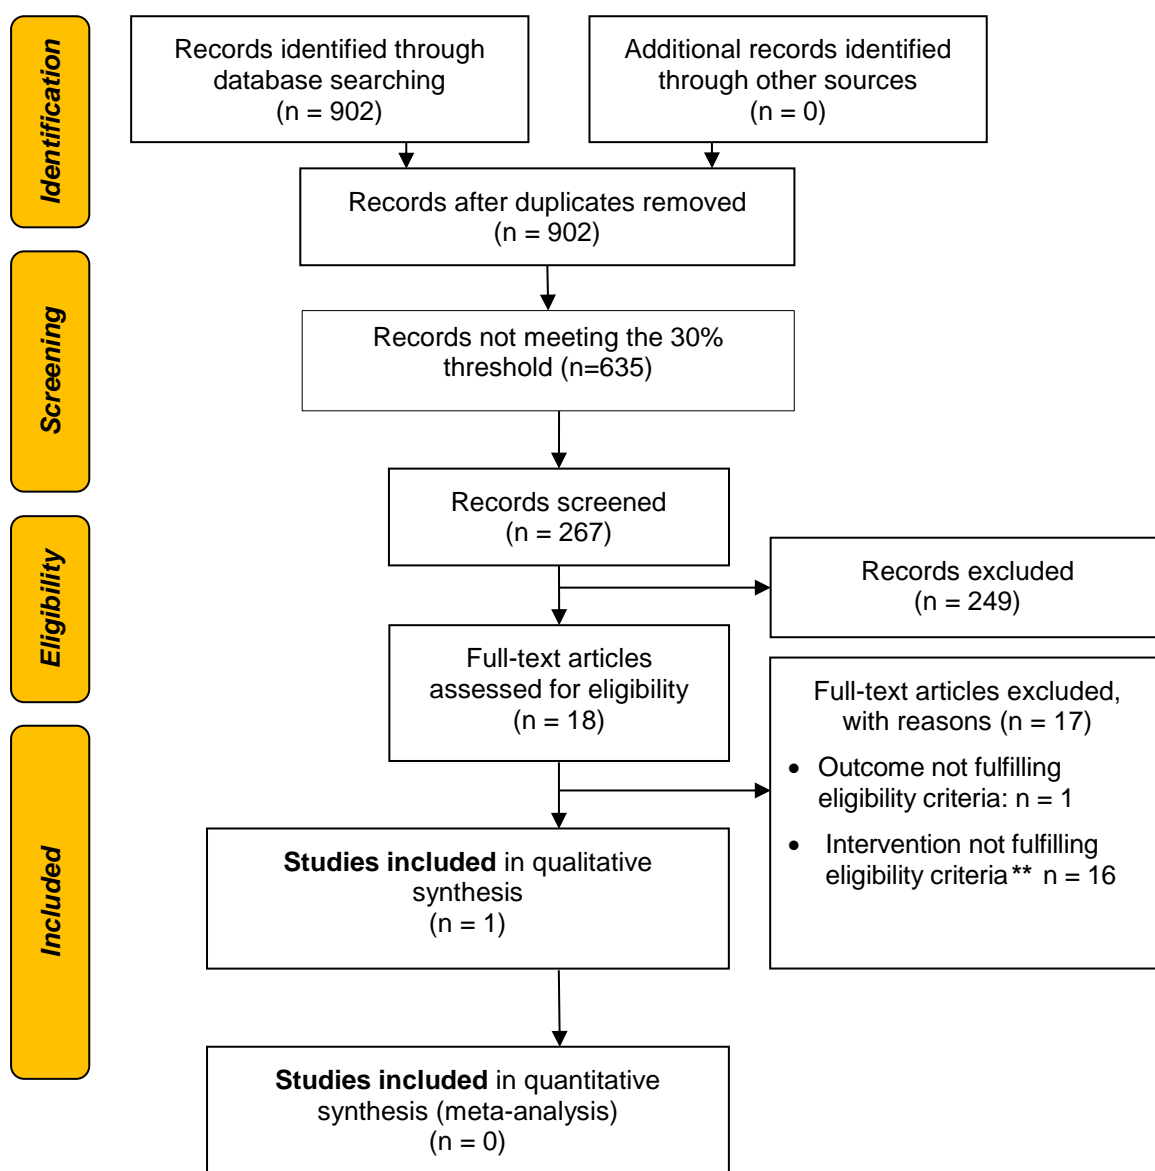 Identification
Records identified through
database searching
(n = 902)
Additional records identified
through other sources
(n = 0)
Records after duplicates removed
(n = 902)
Screening
Records not meeting the 30%
threshold (n=635)
Records screened
(n = 267)
Eligibility
Records excluded
(n = 249)
Full-text articles
assessed for eligibility
(n = 18)
Full-text articles excluded,
with reasons (n = 17)
• Outcome not fulfilling
eligibility criteria: n = 1
• Intervention not fulfilling
eligibility criteria** n = 16
Included
Studies included in qualitative
synthesis
(n = 1)
Studies included in quantitative
synthesis (meta-analysis)
(n = 0)